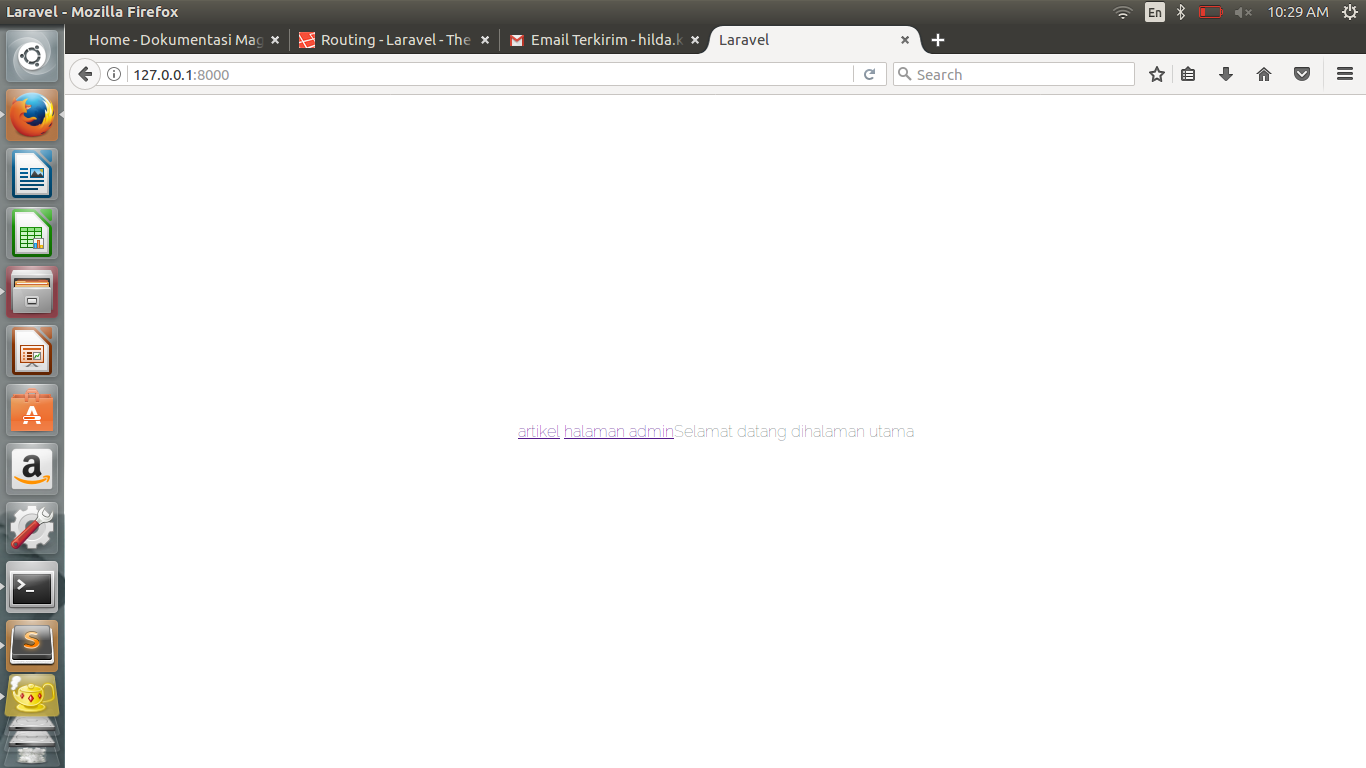 Laravel - Mozilla Firefox
En
10:29 AM
Home - Dokumentasi Mag
Routing - Laravel - The
Email Terkirim - hilda.k
Laravel
127.0.0.1:8000
Search
artikel halaman adminSelamat datang dihalaman utama